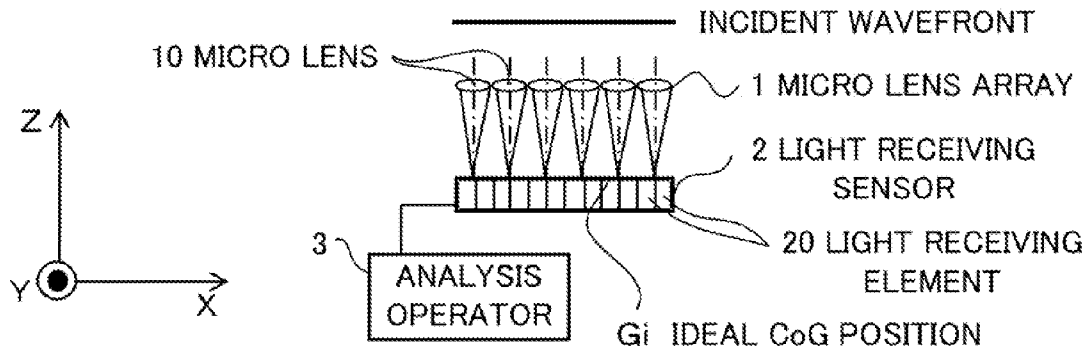 INCIDENT WAVEFRONT
10 MICRO LENS
1 MICRO LENS ARRAY
Z
2 LIGHT RECEIVING
SENSOR
3
20 LIGHT RECEIVING
ELEMENT
ANALYSIS
OPERATOR
Y
X
Gi IDEAL CoG POSITION